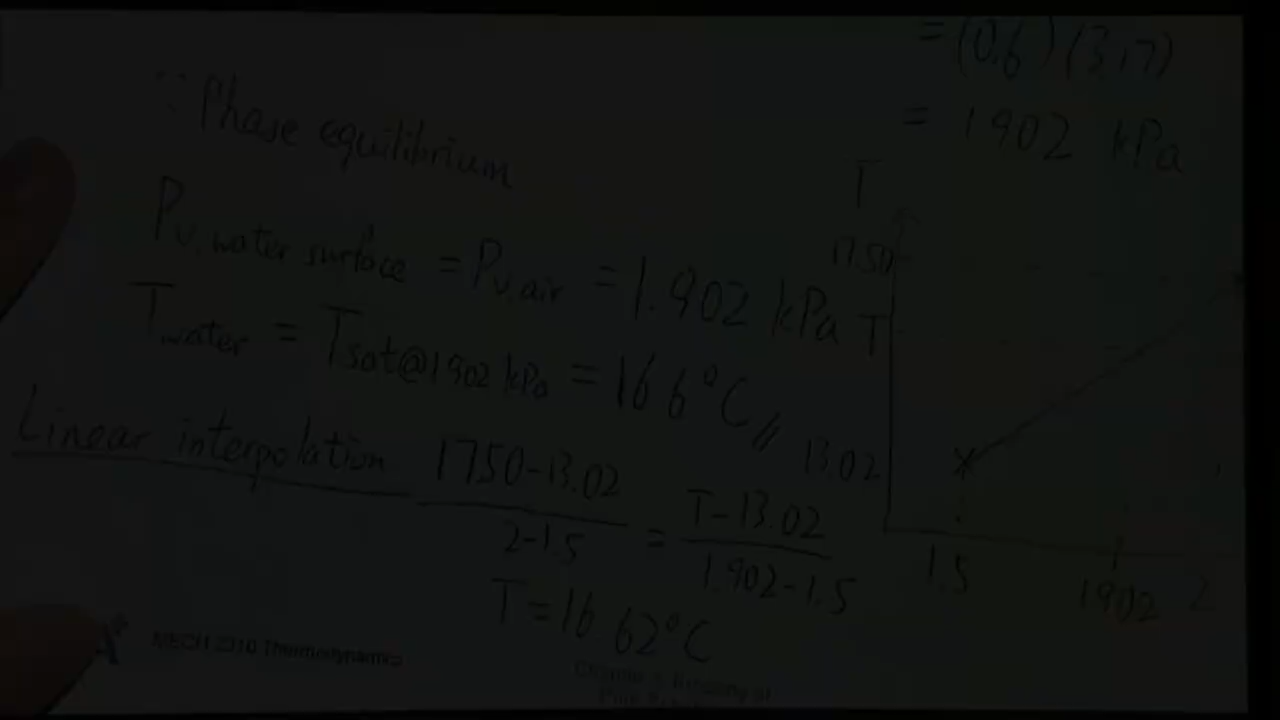 = (0.6) (3.17)
= 1.902 kPa
∵ Phase equilibrium
Pv, water surface = Pv, air = 1.902 kPa
Twater = Tsat@1.902 kPa = 16.6°C //
Linear interpolation
17.50-13.02 / 2-1.5 = T-13.02 / 1.902-1.5
T = 16.62°C
T
17.50
T
13.02
1.5
1.902
2
MECH 2310 Thermodynamics